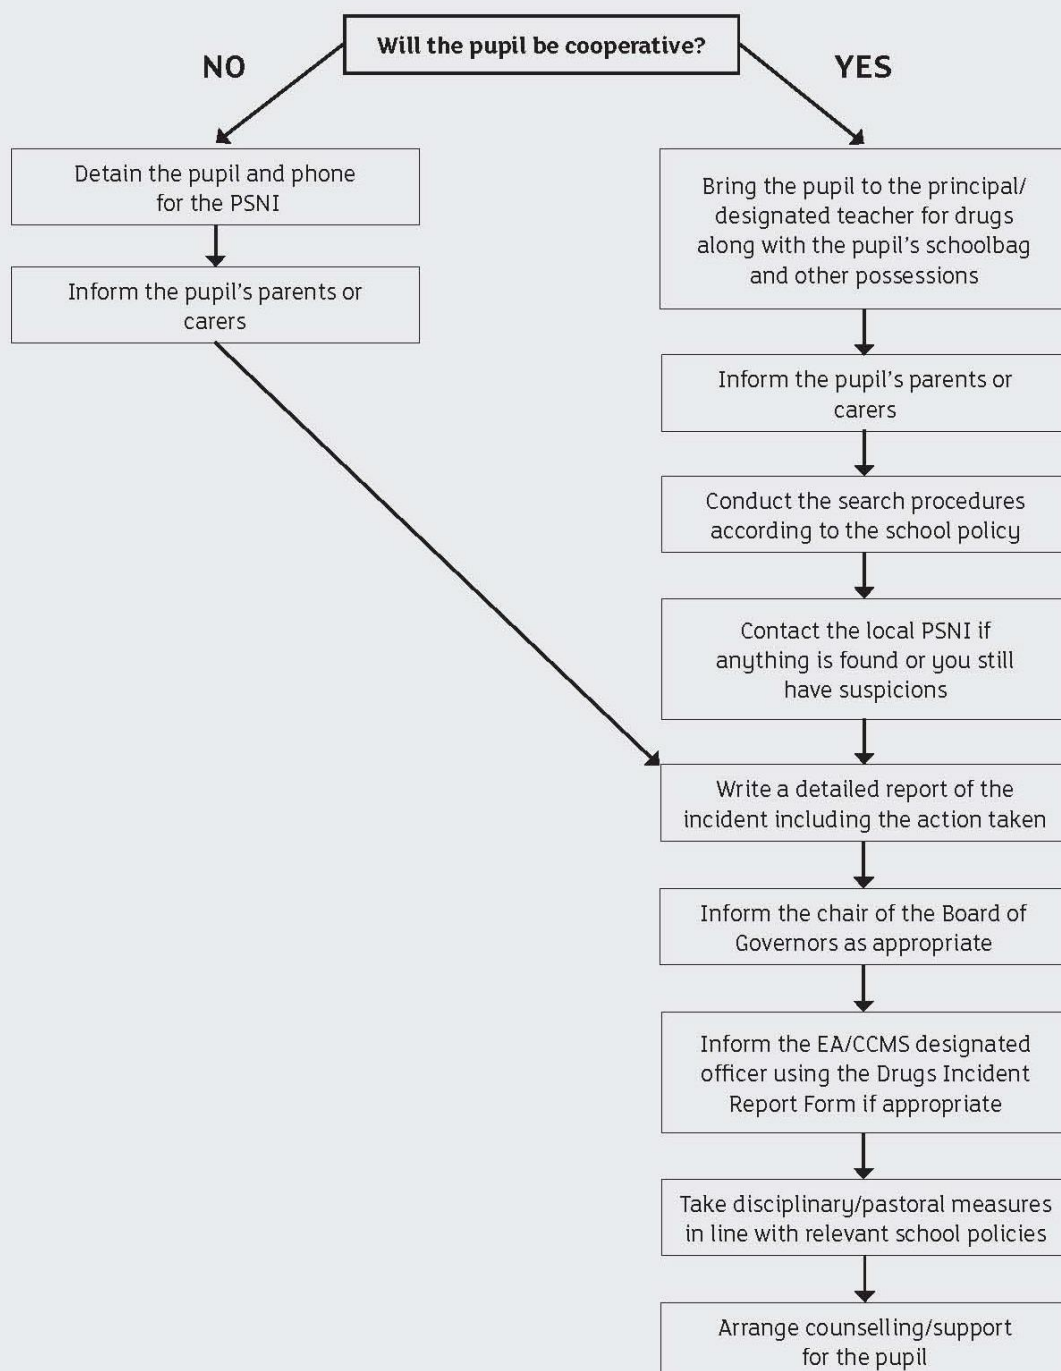 Will the pupil be cooperative?
NO
YES
Detain the pupil and phone
for the PSNI
Inform the pupil's parents or
carers
Bring the pupil to the principal/
designated teacher for drugs
along with the pupil's schoolbag
and other possessions
Inform the pupil's parents or
carers
Conduct the search procedures
according to the school policy
Contact the local PSNI if
anything is found or you still
have suspicions
Write a detailed report of the
incident including the action taken
Inform the chair of the Board of
Governors as appropriate
Inform the EA/CCMS designated
officer using the Drugs Incident
Report Form if appropriate
Take disciplinary/pastoral measures
in line with relevant school policies
Arrange counselling/support
for the pupil